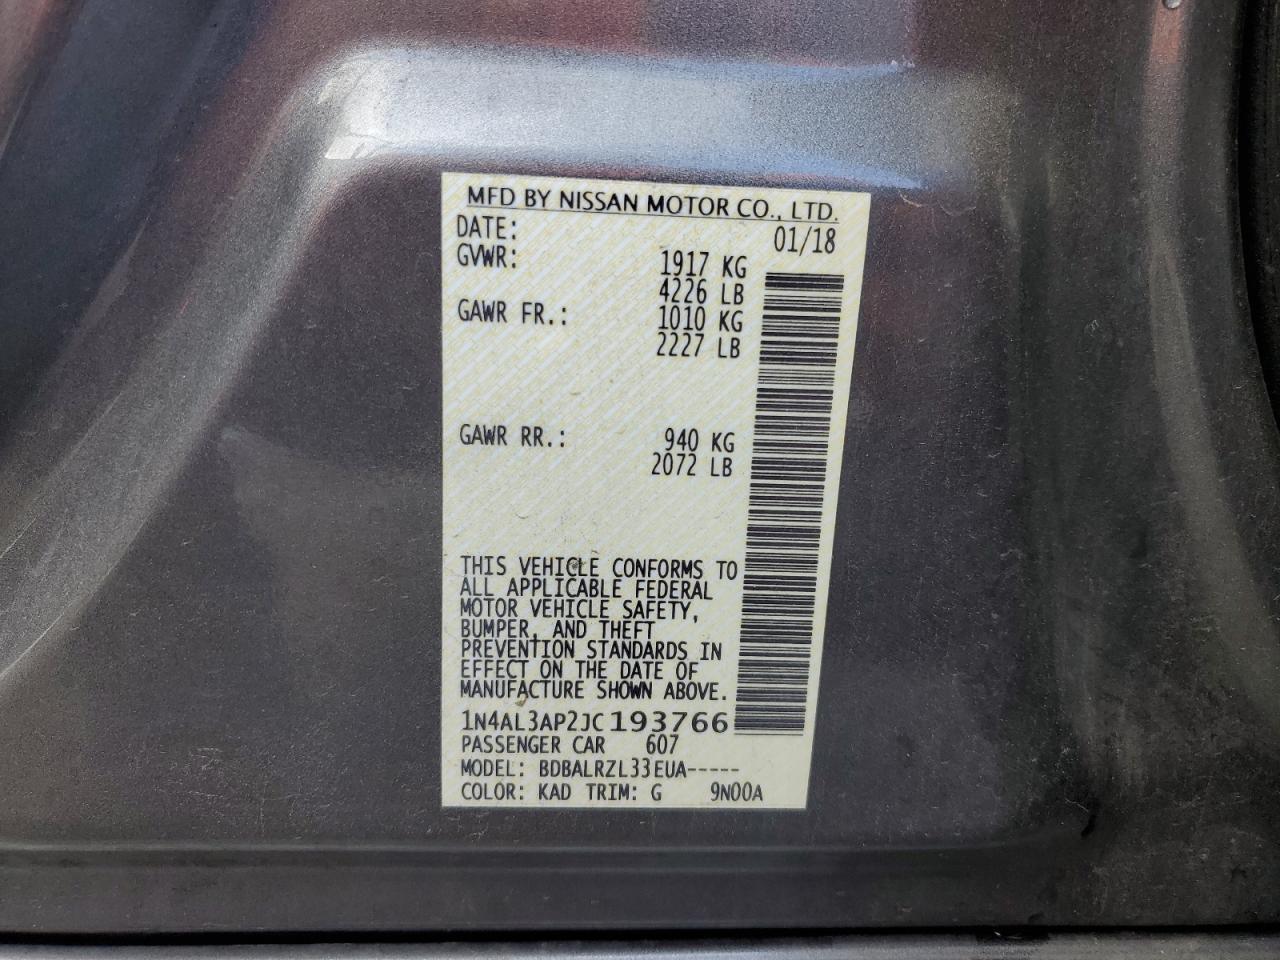 MFD BY NISSAN MOTOR CO., LTD.
DATE: 01/18
GVWR: 1917 KG
4226 LB
GAWR FR.: 1010 KG
2227 LB
GAWR RR.: 940 KG
2072 LB
THIS VEHICLE CONFORMS TO
ALL APPLICABLE FEDERAL
MOTOR VEHICLE SAFETY,
BUMPER, AND THEFT
PREVENTION STANDARDS IN
EFFECT ON THE DATE OF
MANUFACTURE SHOWN ABOVE.
1N4AL3AP2JC193766
PASSENGER CAR 607
MODEL: BDBALRZL33EUA-----
COLOR: KAD TRIM: G 9N00A